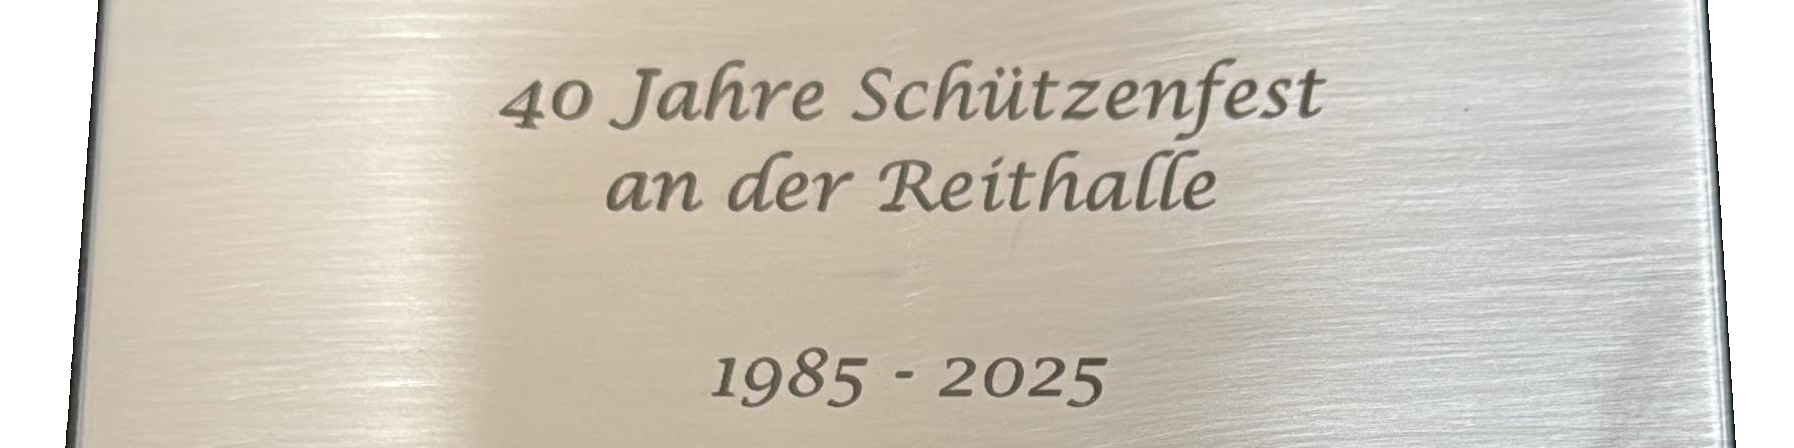 40 Jahre Schützenfest
an der Reithalle
1985 - 2025